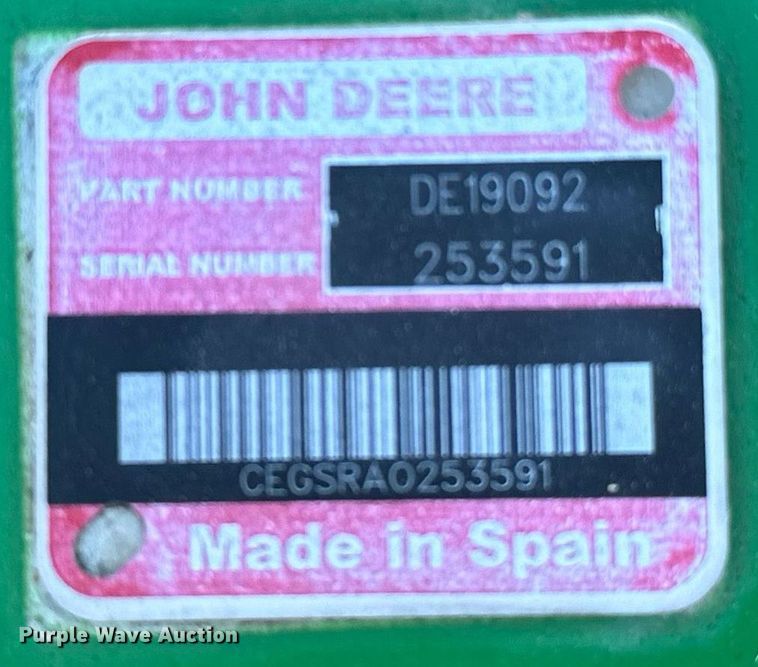 JOHN DEERE
PART NUMBER DE19092
SERIAL NUMBER 253591
CEGSRA0253591
Made in Spain
Purple Wave Auction